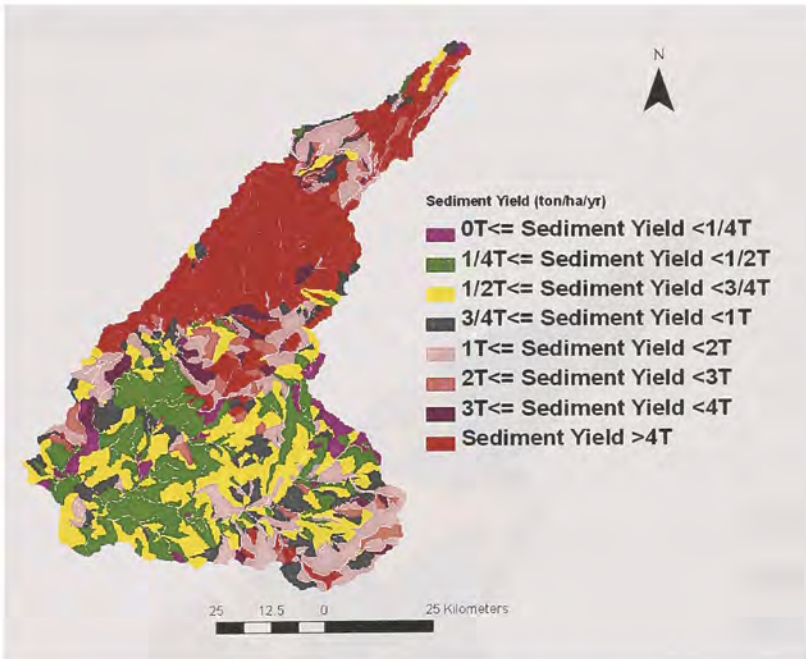 N
Sediment Yield (ton/ha/yr)
0T<= Sediment Yield <1/4T
1/4T<= Sediment Yield <1/2T
1/2T<= Sediment Yield <3/4T
3/4T<= Sediment Yield <1T
1T<= Sediment Yield <2T
2T<= Sediment Yield <3T
3T<= Sediment Yield <4T
Sediment Yield >4T
25 12.5 0 25 Kilometers